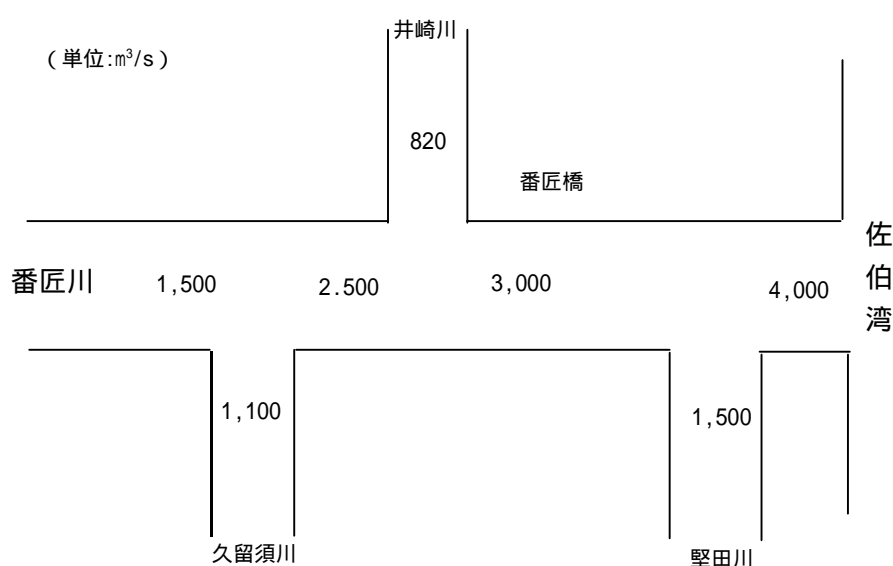 井崎川
(単位:㎥/s)
820
番匠橋
番匠川
1,500
2.500
3,000
4,000
佐伯湾
1,100
1,500
久留須川
堅田川